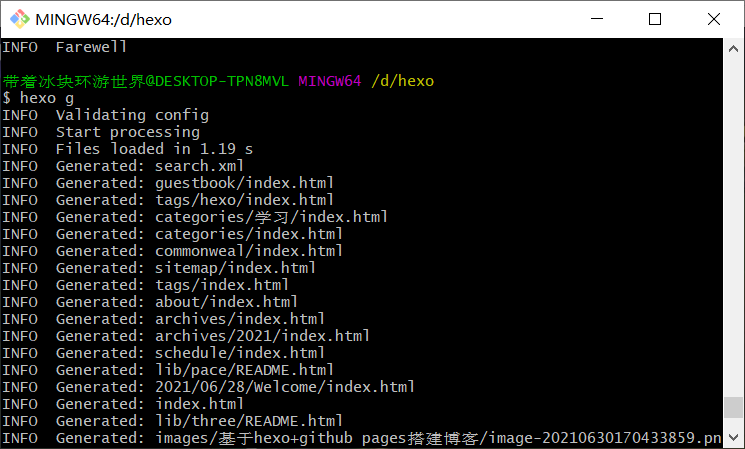 MINGW64:/d/hexo
INFO  Farewell
带着冰块环游世界@DESKTOP-TPN8MVL MINGW64 /d/hexo
$ hexo g
INFO  Validating config
INFO  Start processing
INFO  Files loaded in 1.19 s
INFO  Generated: search.xml
INFO  Generated: guestbook/index.html
INFO  Generated: tags/hexo/index.html
INFO  Generated: categories/学习/index.html
INFO  Generated: categories/index.html
INFO  Generated: commonweal/index.html
INFO  Generated: sitemap/index.html
INFO  Generated: tags/index.html
INFO  Generated: about/index.html
INFO  Generated: archives/index.html
INFO  Generated: archives/2021/index.html
INFO  Generated: schedule/index.html
INFO  Generated: lib/pace/README.html
INFO  Generated: 2021/06/28/Welcome/index.html
INFO  Generated: index.html
INFO  Generated: lib/three/README.html
INFO  Generated: images/基于hexo+github pages搭建博客/image-20210630170433859.pn